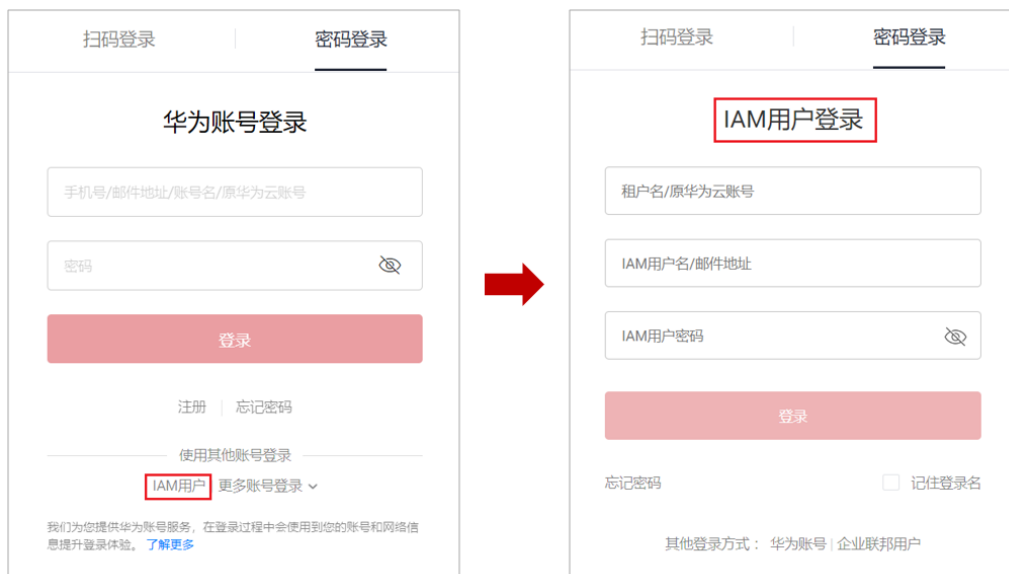 扫码登录
密码登录
华为账号登录
手机号/邮件地址/账号名/原华为云账号
密码
登录
注册 | 忘记密码
使用其他账号登录
IAM用户 更多账号登录
我们为您提供华为账号服务，在登录过程中会使用到您的账号和网络信
息提升登录体验。 了解更多
扫码登录
密码登录
IAM用户登录
租户名/原华为云账号
IAM用户名/邮件地址
IAM用户密码
登录
忘记密码
记住登录名
其他登录方式： 华为账号 | 企业联邦用户